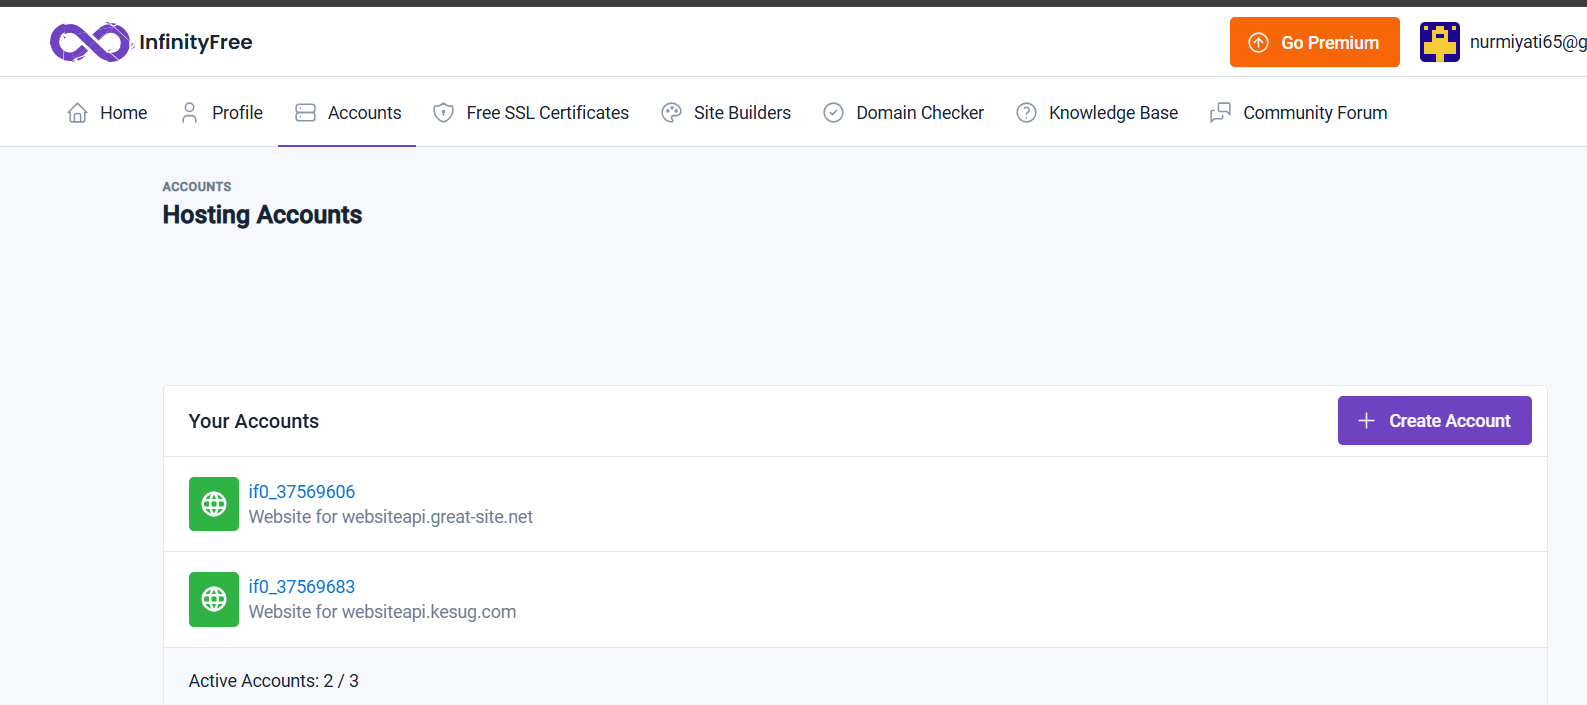 InfinityFree
Go Premium
nurmiyati65@g
Home Profile Accounts Free SSL Certificates Site Builders Domain Checker Knowledge Base Community Forum
ACCOUNTS
Hosting Accounts
Your Accounts
Create Account
if0_37569606
Website for websiteapi.great-site.net
if0_37569683
Website for websiteapi.kesug.com
Active Accounts: 2 / 3